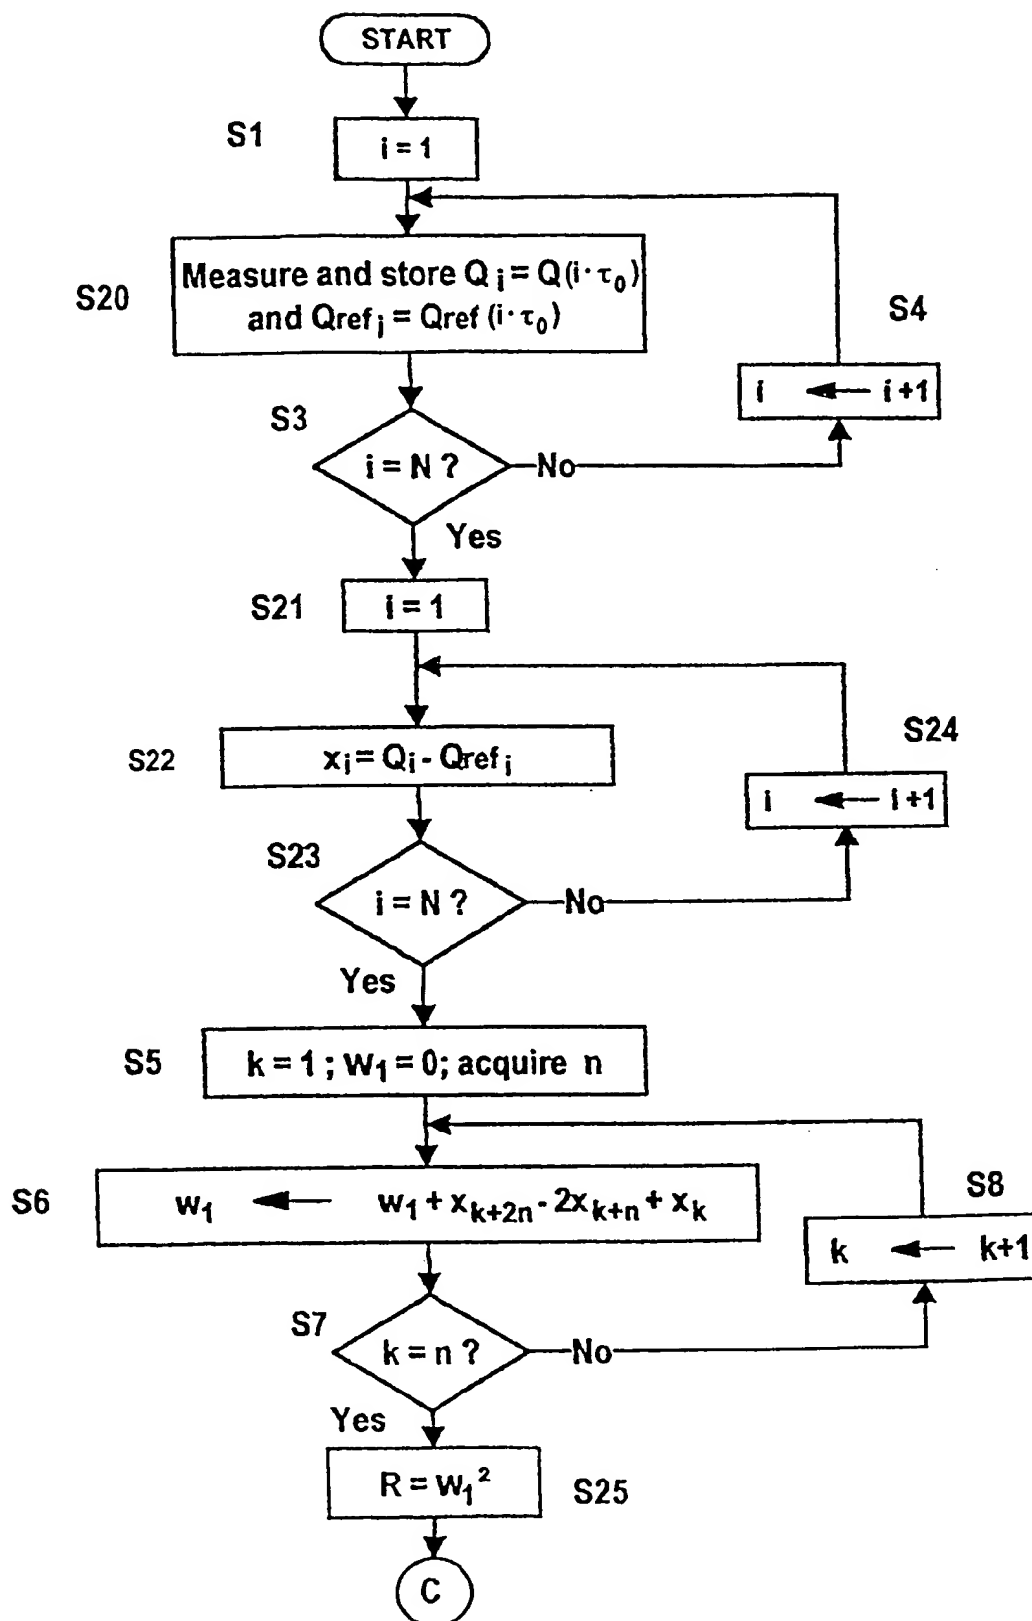 START
S1
i = 1
S20
Measure and store Q i = Q (i · τ₀)
and Qref i = Qref (i · τ₀)
S4
i ← i+1
S3
i = N ?
No
Yes
S21
i = 1
S22
x i = Q i - Qref i
S24
i ← i+1
S23
i = N ?
No
Yes
S5
k = 1 ; w₁ = 0; acquire n
S6
w₁ ← w₁ + xₖ₊₂ₙ - 2xₖ₊ₙ + xₖ
S8
k ← k+1
S7
k = n ?
No
Yes
R = w₁²
S25
C